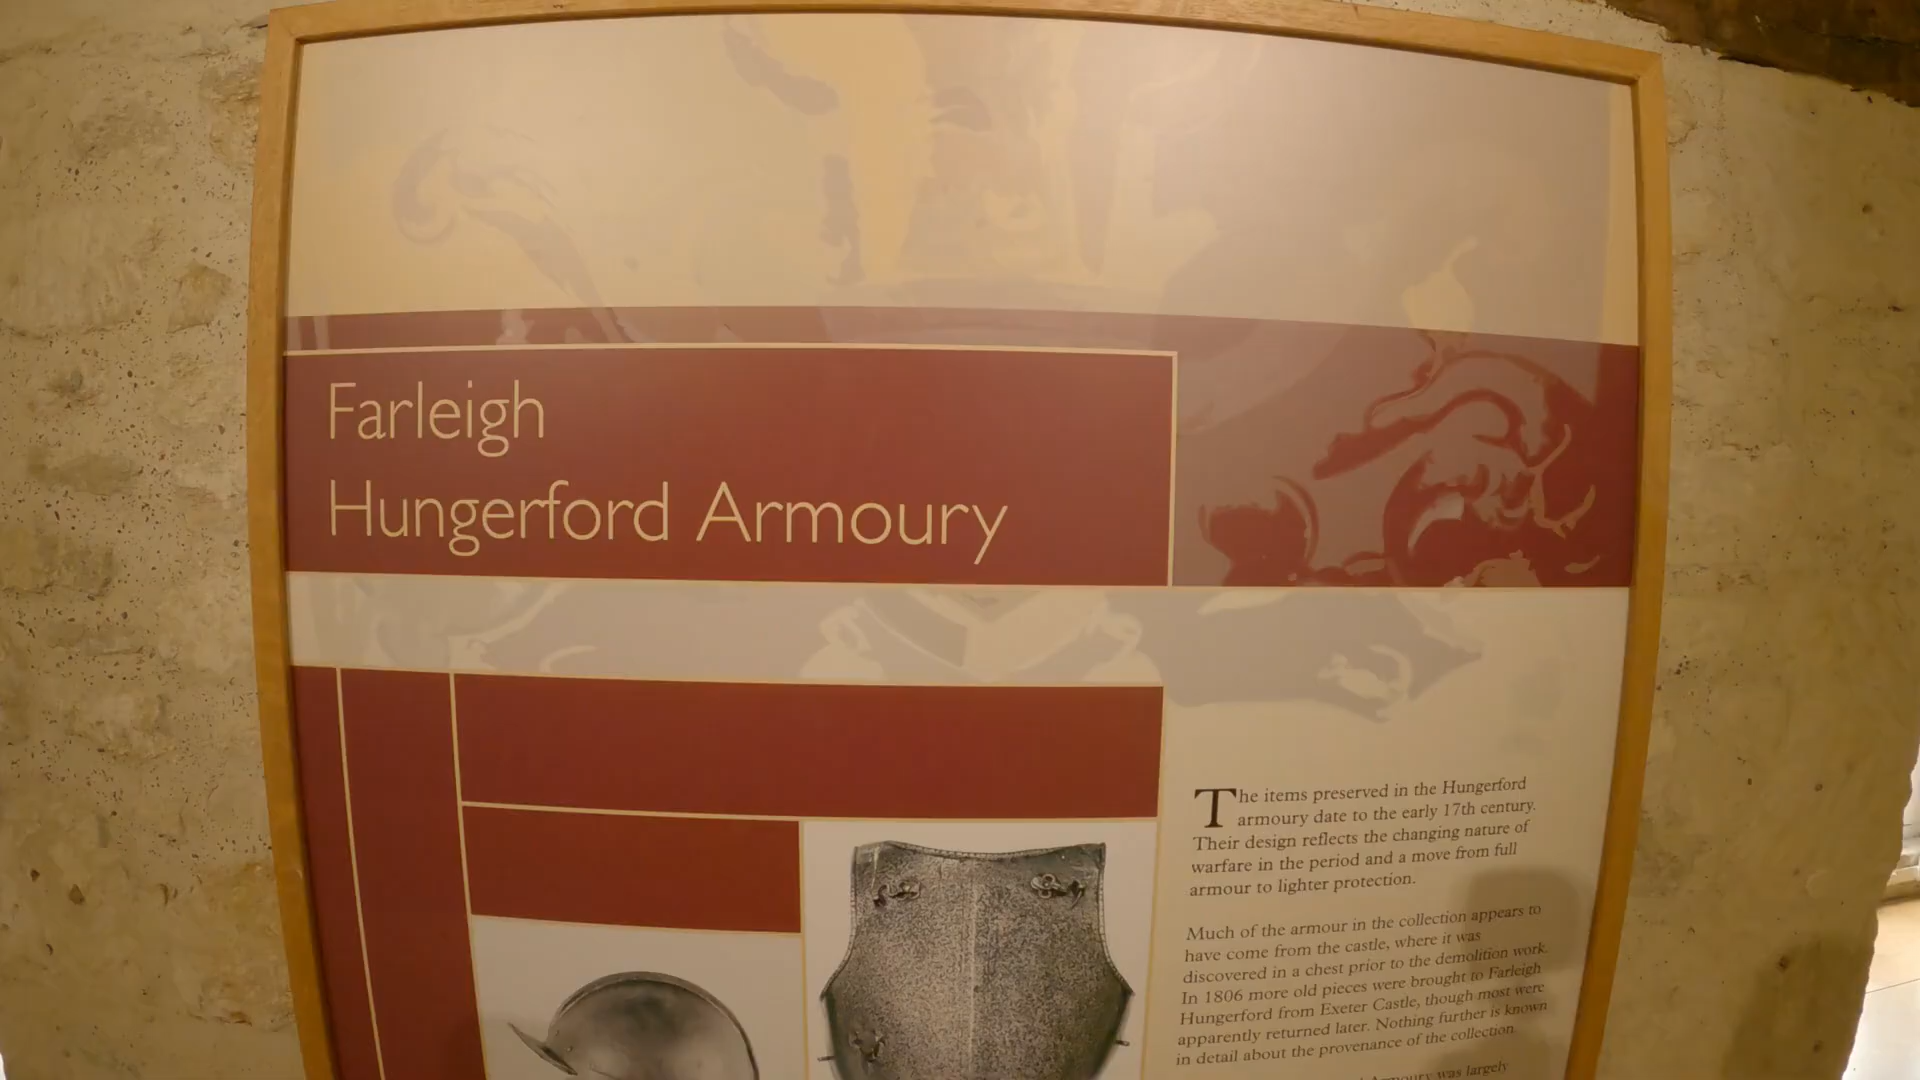 Farleigh
Hungerford Armoury
The items preserved in the Hungerford
armoury date to the early 17th century.
Their design reflects the changing nature of
warfare in the period and a move from full
armour to lighter protection.
Much of the armour in the collection appears to
have come from the castle, where it was
discovered in a chest prior to the demolition work.
In 1806 more old pieces were brought to Farleigh
Hungerford from Exeter Castle, though most were
apparently returned later. Nothing further is known
in detail about the provenance of the collection.
Armoury was largely